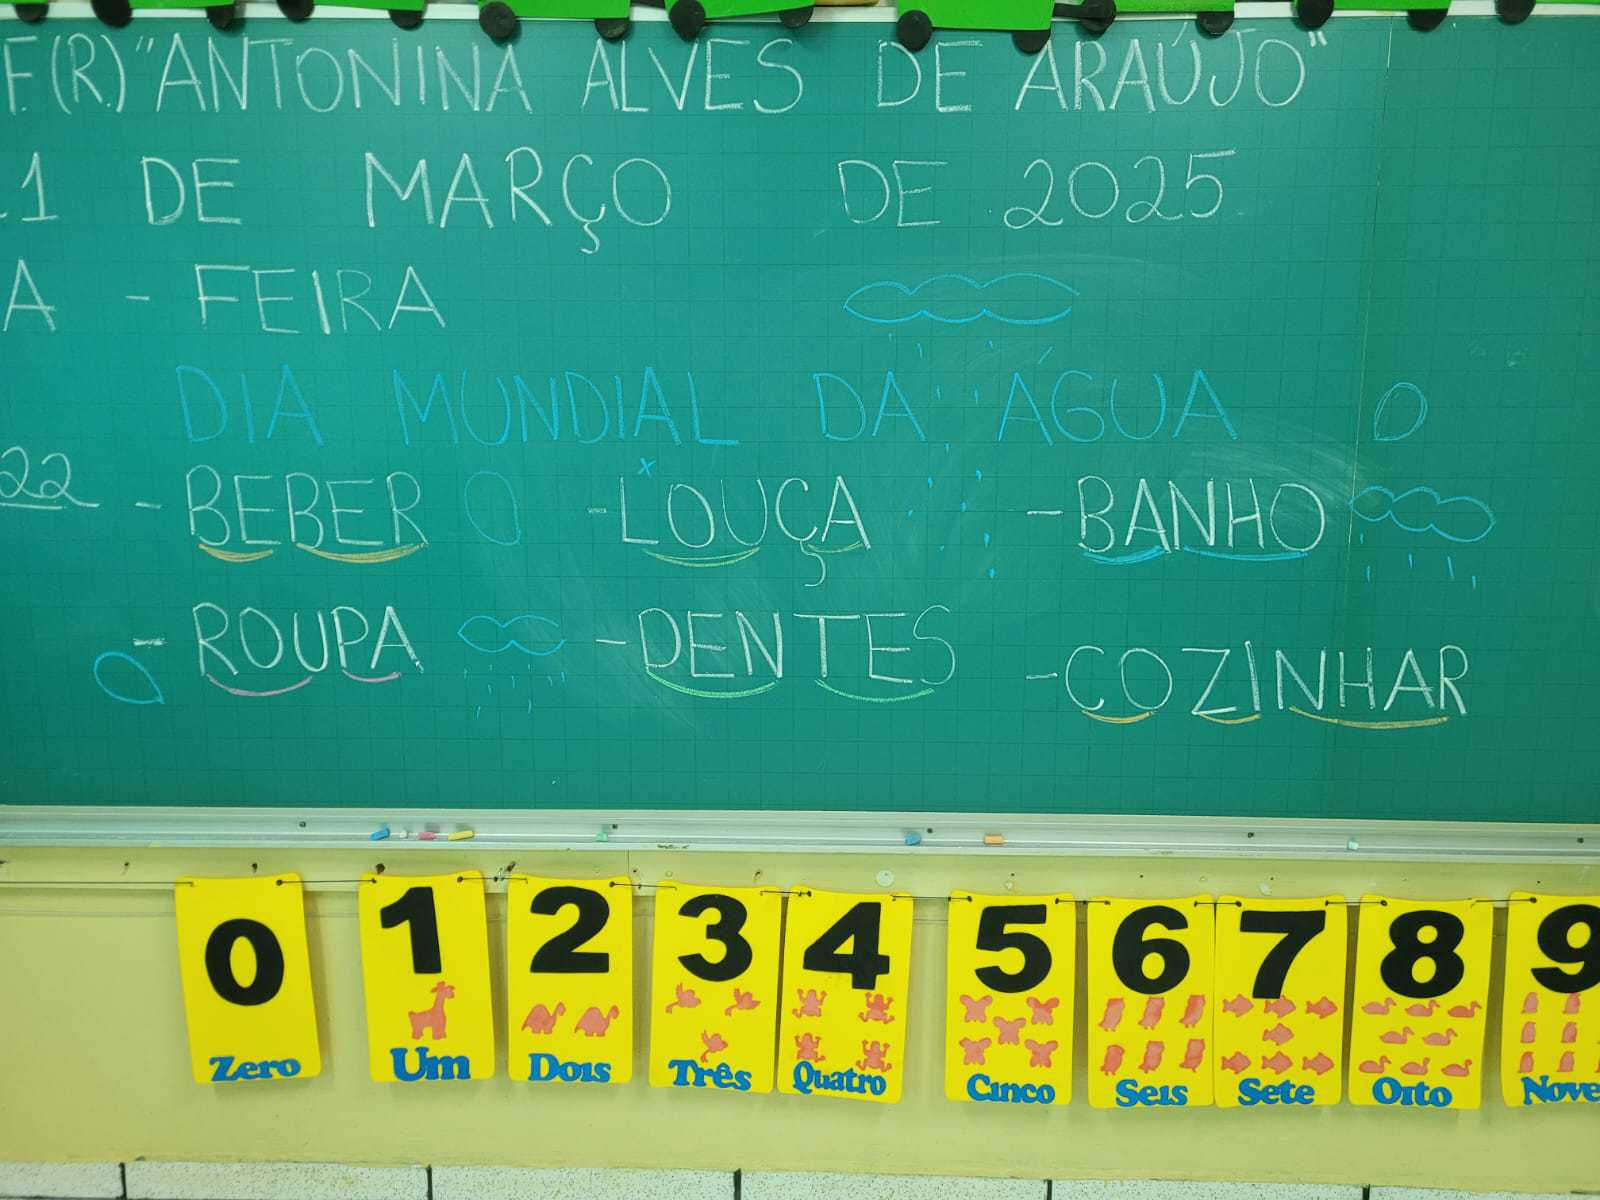 F.(R.) "ANTONINA ALVES DE ARAÚJO"
1 DE MARÇO DE 2025
A - FEIRA
DIA MUNDIAL DA ÁGUA
22 - BEBER - LOUÇA - BANHO
- ROUPA - DENTES - COZINHAR
0 1 2 3 4 5 6 7 8 9
Zero Um Dois Três Quatro Cinco Seis Sete Oito Nove